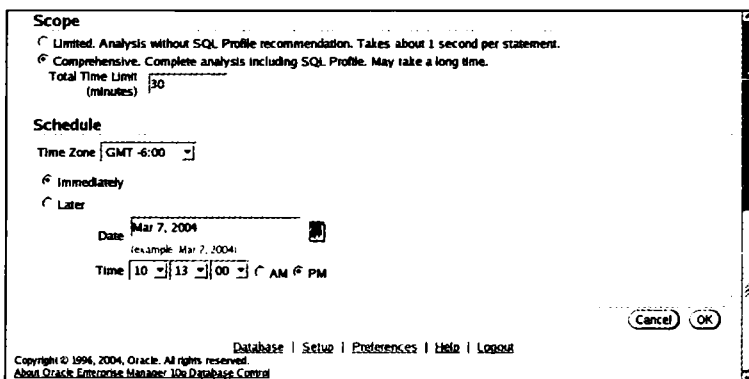 Scope
Limited. Analysis without SQL Profile recommendation. Takes about 1 second per statement.
Comprehensive. Complete analysis including SQL Profile. May take a long time.
Total Time Limit
(minutes) 30
Schedule
Time Zone GMT -6:00
Immediately
Later
Date Mar 7, 2004
(example: Mar 7, 2004)
Time 10 13 00 AM PM
Cancel OK
Database | Setup | Preferences | Help | Logout
Copyright © 1996, 2004, Oracle. All rights reserved.
About Oracle Enterprise Manager 10g Database Control